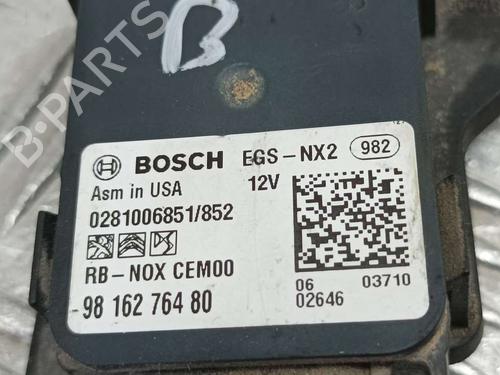 B
B-PARTS
BOSCH EGS-NX2 982
Asm in USA 12V
0281006851/852
RB-NOX CEM00
98 162 764 80
06 03710
02646